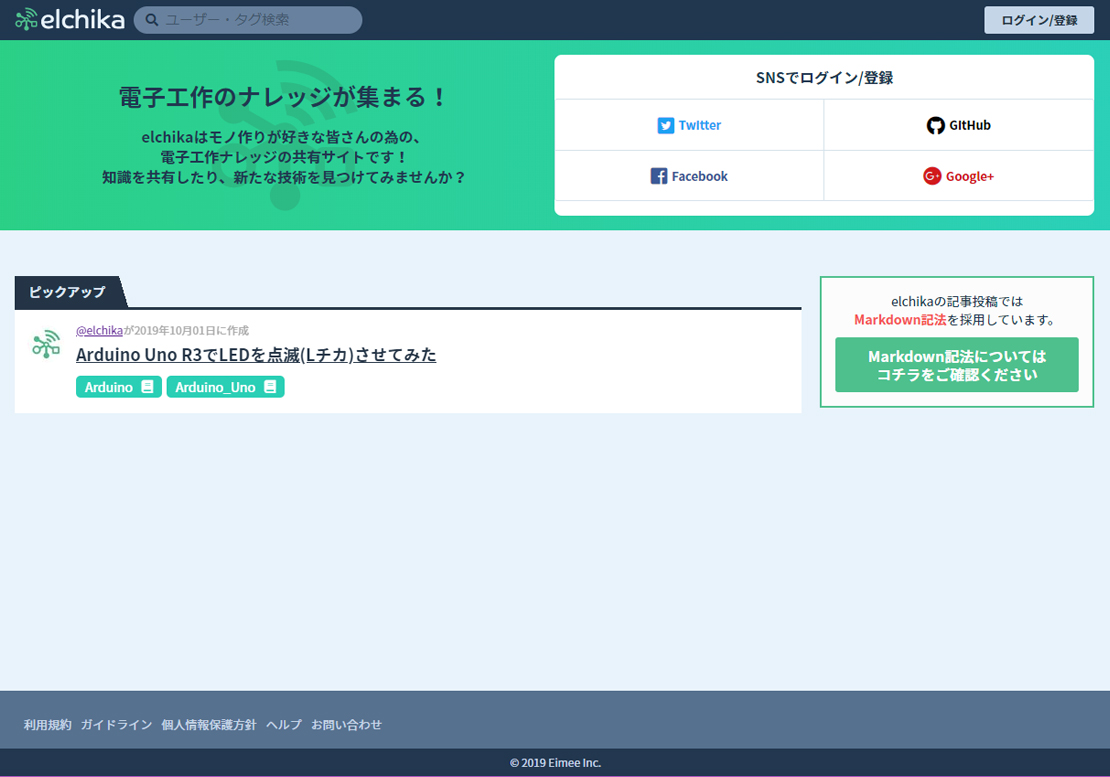 elchika
ユーザー・タグ検索
ログイン/登録
電子工作のナレッジが集まる！
elchikaはモノ作りが好きな皆さんの為の、
電子工作ナレッジの共有サイトです！
知識を共有したり、新たな技術を見つけてみませんか？
SNSでログイン/登録
Twitter
GitHub
Facebook
Google+
ピックアップ
@elchikaが2019年10月01日に作成
Arduino Uno R3でLEDを点滅(Lチカ)させてみた
Arduino
Arduino_Uno
elchikaの記事投稿では
Markdown記法を採用しています。
Markdown記法については
コチラをご確認ください
利用規約 ガイドライン 個人情報保護方針 ヘルプ お問い合わせ
© 2019 Eimee Inc.